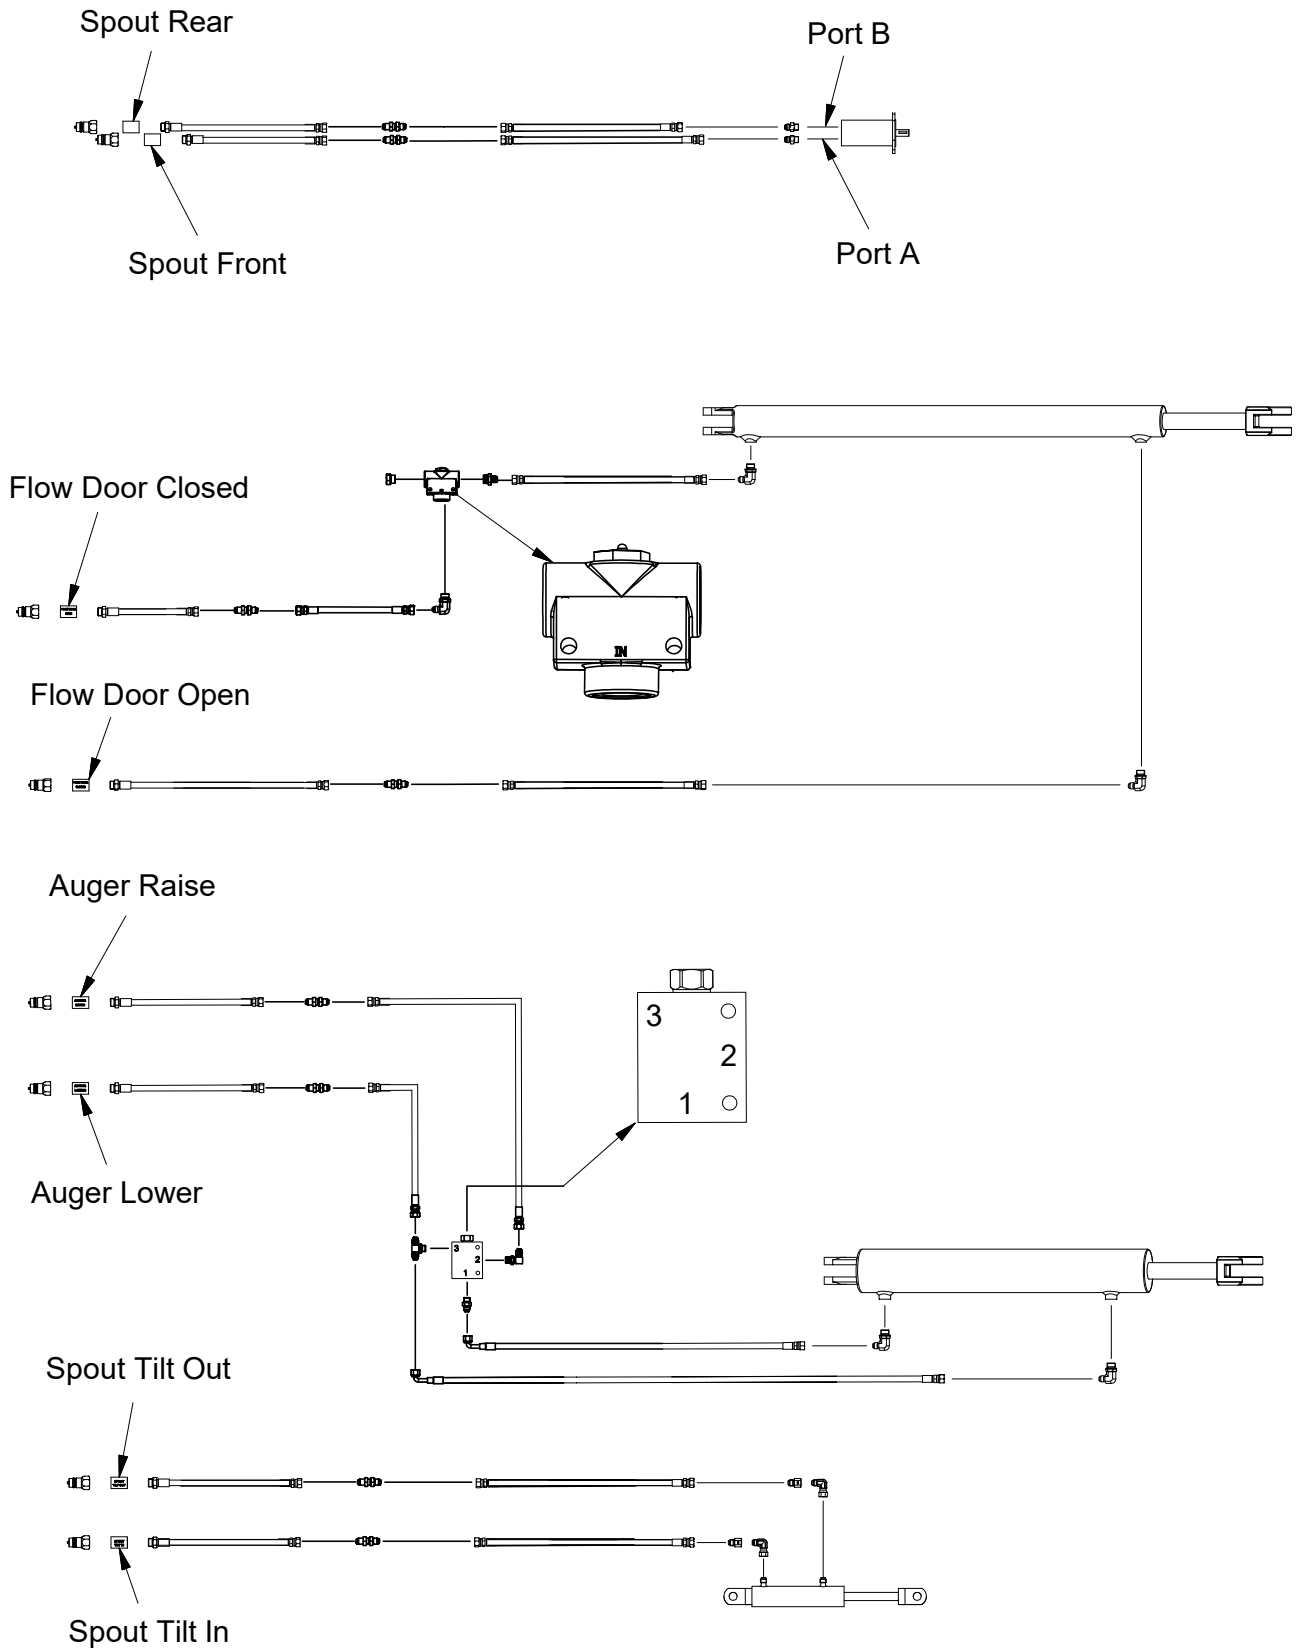 Spout Rear
Port B
Spout Front
Port A
Flow Door Closed
IN
Flow Door Open
Auger Raise
3
2
1
Auger Lower
3
2
1
Spout Tilt Out
Spout Tilt In